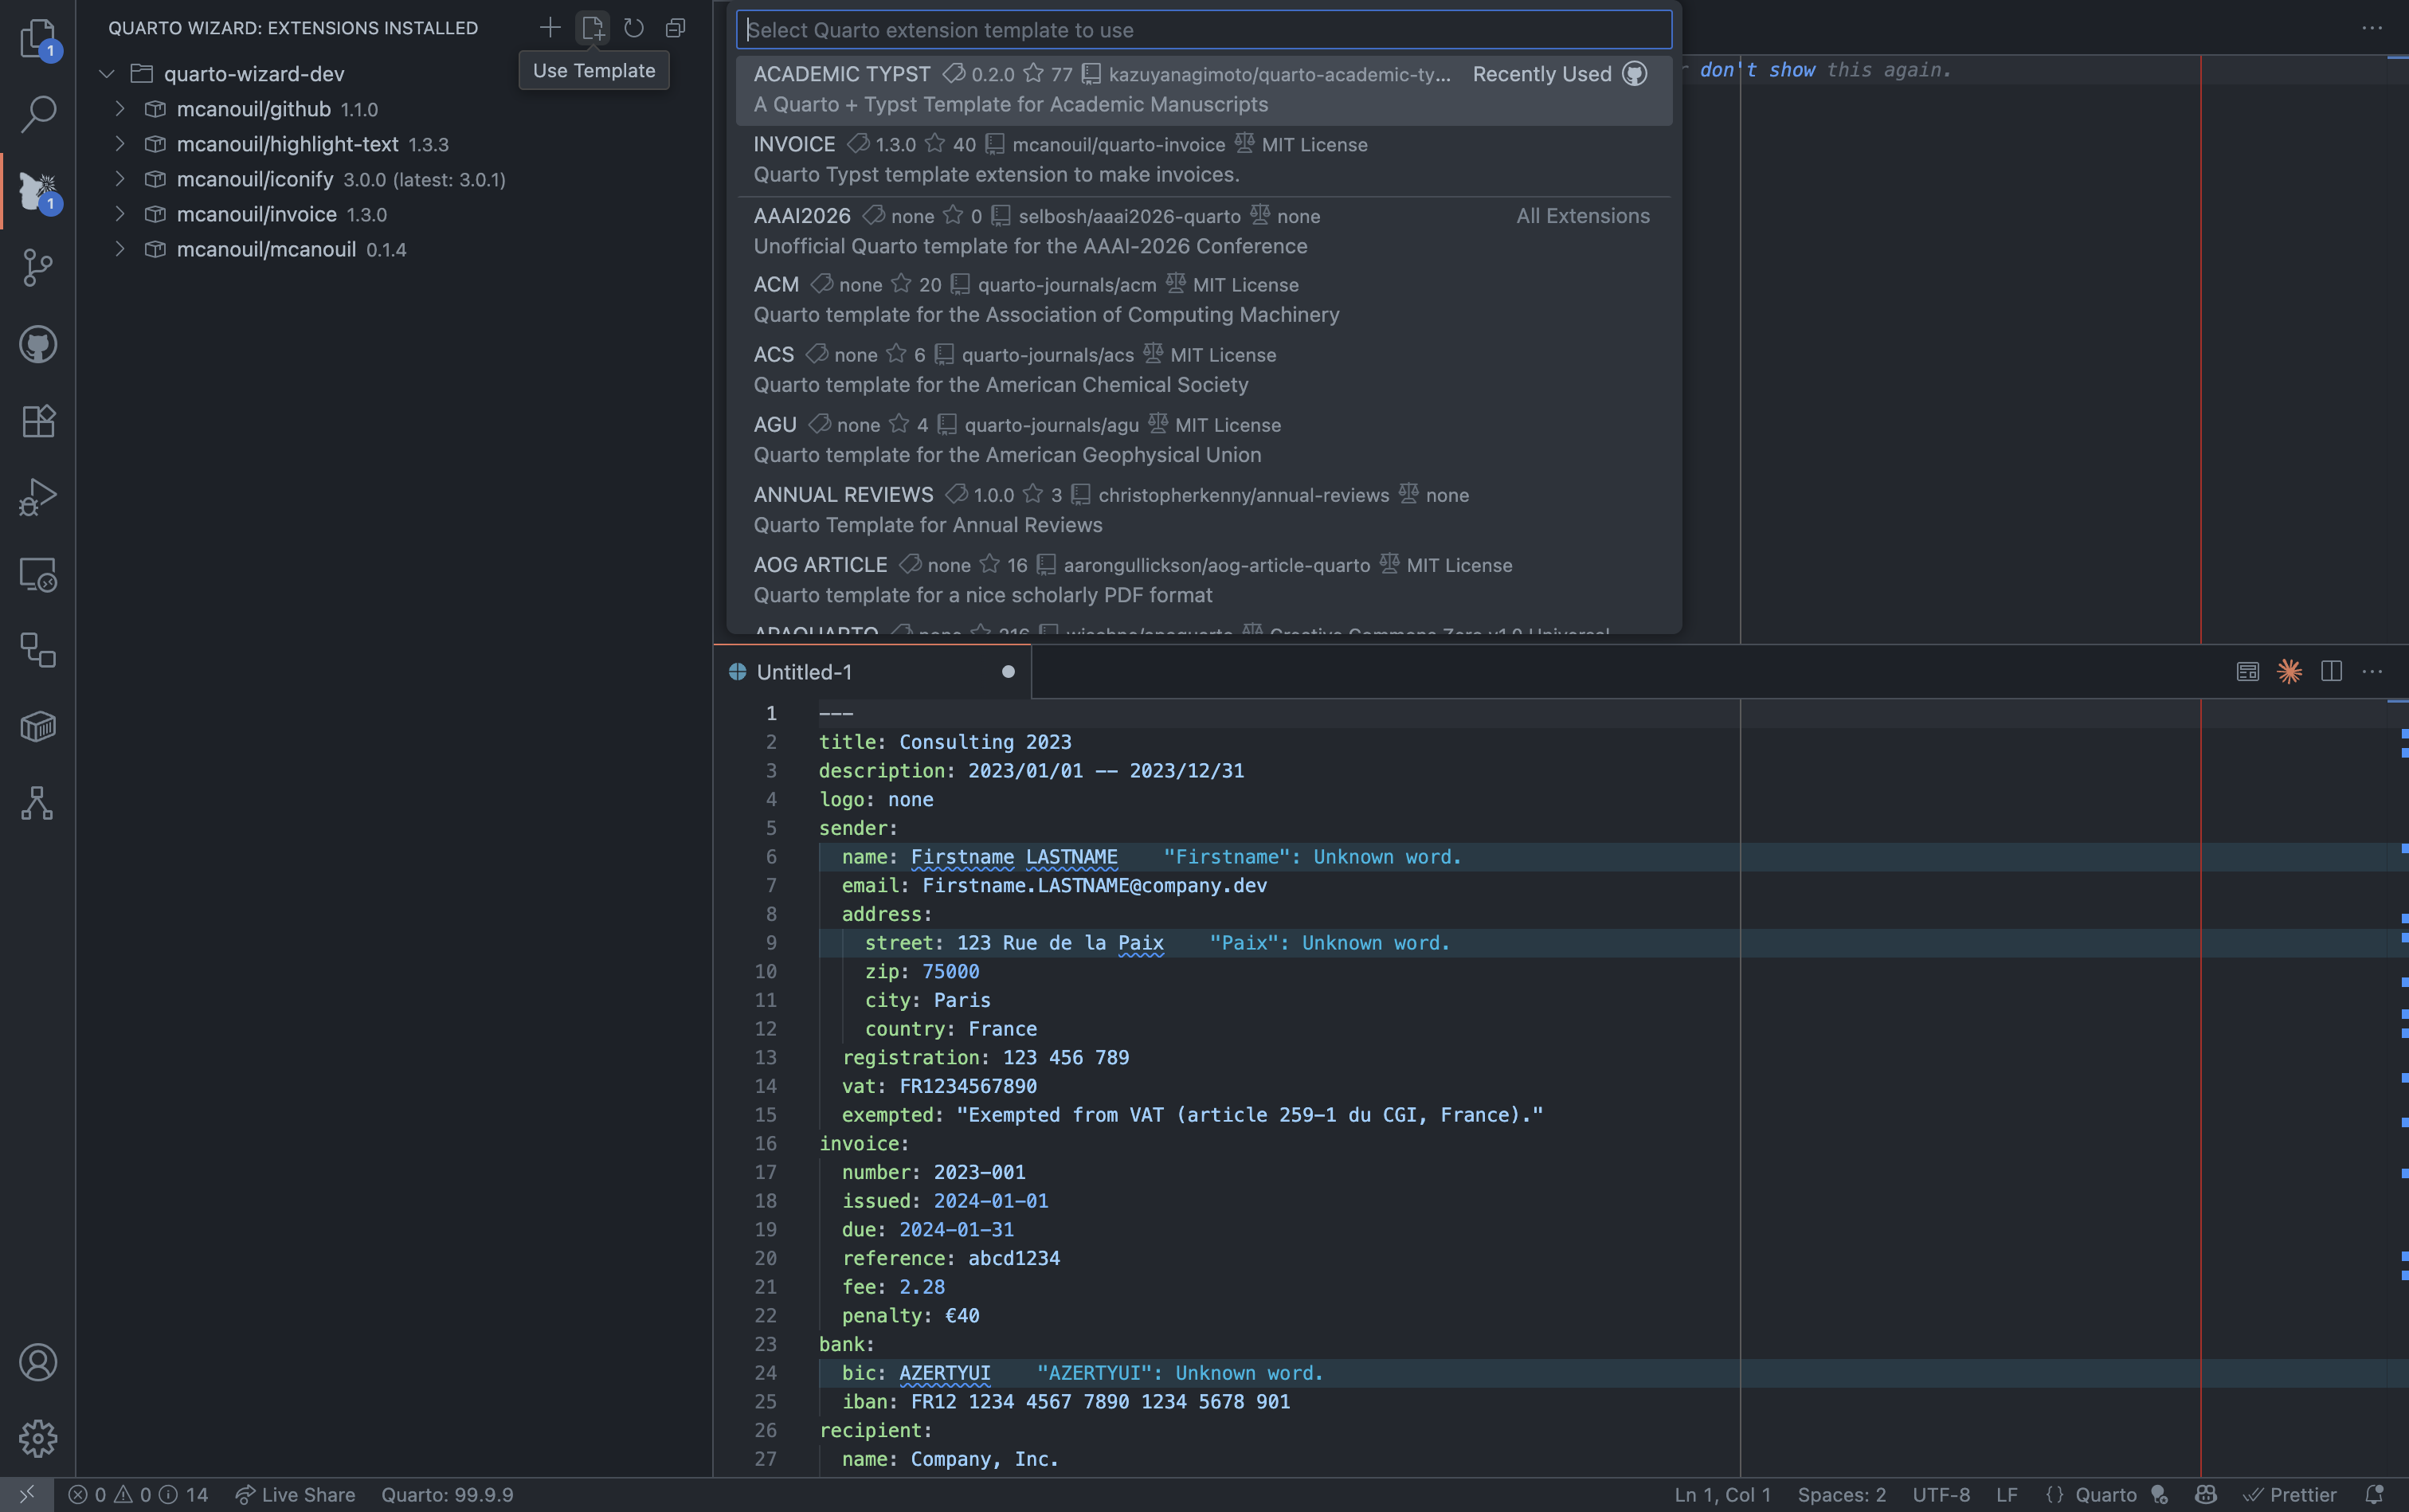 1
QUARTO WIZARD: EXTENSIONS INSTALLED
Use Template
quarto-wizard-dev
mcanouil/github 1.1.0
mcanouil/highlight-text 1.3.3
mcanouil/iconify 3.0.0 (latest: 3.0.1)
mcanouil/invoice 1.3.0
mcanouil/mcanouil 0.1.4
1
Select Quarto extension template to use
ACADEMIC TYPST 0.2.0 77 kazuyanagimoto/quarto-academic-ty... Recently Used
A Quarto + Typst Template for Academic Manuscripts
INVOICE 1.3.0 40 mcanouil/quarto-invoice MIT License
Quarto Typst template extension to make invoices.
AAAI2026 none 0 selbosh/aaai2026-quarto none All Extensions
Unofficial Quarto template for the AAAI-2026 Conference
ACM none 20 quarto-journals/acm MIT License
Quarto template for the Association of Computing Machinery
ACS none 6 quarto-journals/acs MIT License
Quarto template for the American Chemical Society
AGU none 4 quarto-journals/agu MIT License
Quarto template for the American Geophysical Union
ANNUAL REVIEWS 1.0.0 3 christopherkenny/annual-reviews none
Quarto Template for Annual Reviews
AOG ARTICLE none 16 aarongullickson/aog-article-quarto MIT License
Quarto template for a nice scholarly PDF format
APAQUARTO none 216 wjschne/apaquarto Creative Commons Zero v1.0 Universal
don't show this again.
Untitled-1
1 ---
2 title: Consulting 2023
3 description: 2023/01/01 -- 2023/12/31
4 logo: none
5 sender:
6 name: Firstname LASTNAME "Firstname": Unknown word.
7 email: Firstname.LASTNAME@company.dev
8 address:
9 street: 123 Rue de la Paix "Paix": Unknown word.
10 zip: 75000
11 city: Paris
12 country: France
13 registration: 123 456 789
14 vat: FR1234567890
15 exempted: "Exempted from VAT (article 259-1 du CGI, France)."
16 invoice:
17 number: 2023-001
18 issued: 2024-01-01
19 due: 2024-01-31
20 reference: abcd1234
21 fee: 2.28
22 penalty: €40
23 bank:
24 bic: AZERTYUI "AZERTYUI": Unknown word.
25 iban: FR12 1234 4567 7890 1234 5678 901
26 recipient:
27 name: Company, Inc.
0 0 14 Live Share Quarto: 99.9.9 Ln 1, Col 1 Spaces: 2 UTF-8 LF {} Quarto Prettier